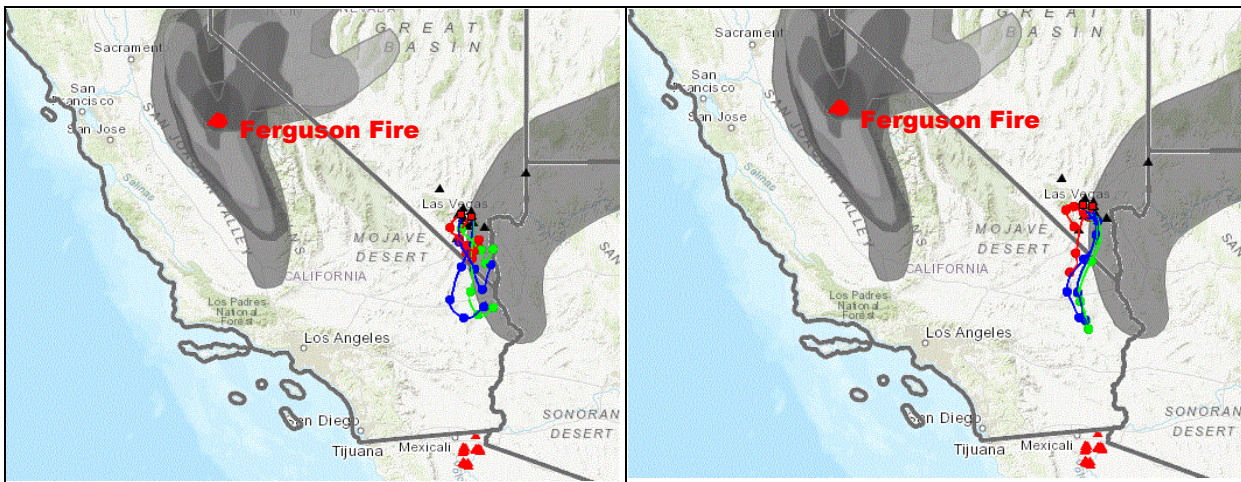 GREAT
BASIN
Sacrament
San
Francisco
San Jose
Ferguson Fire
SAN JOAQUIN VALLEY
Salinas
Las Vegas
MOJAVE
DESERT
CALIFORNIA
Los Padres
National
Forest
Los Angeles
San Diego
Tijuana
Mexicali
SONORAN
DESERT
GREAT
BASIN
Sacrament
San
Francisco
San Jose
Ferguson Fire
SAN JOAQUIN VALLEY
Salinas
Las Vegas
MOJAVE
DESERT
CALIFORNIA
Los Padres
National
Forest
Los Angeles
San Diego
Tijuana
Mexicali
SONORAN
DESERT